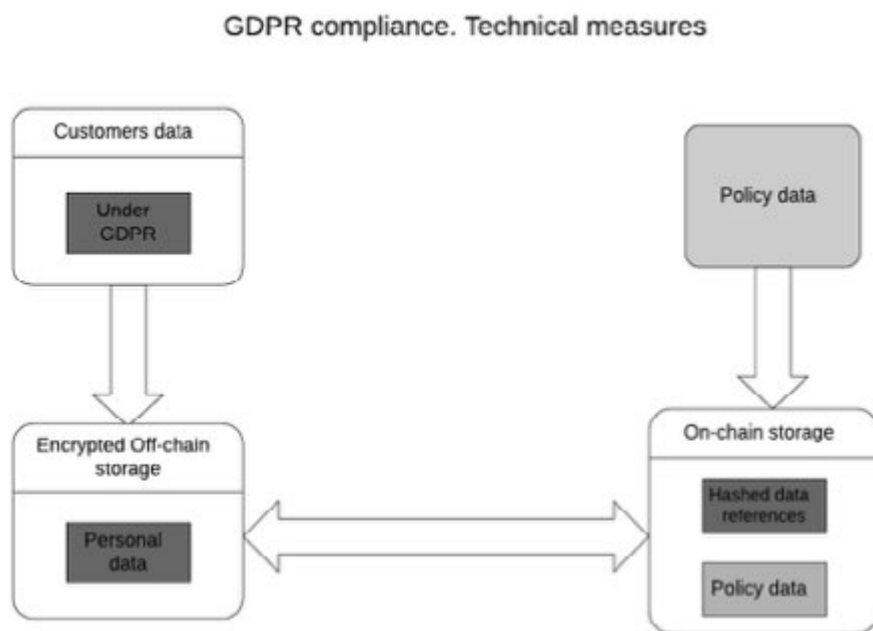 GDPR compliance. Technical measures
Customers data
Under
GDPR
Policy data
Encrypted Off-chain
storage
Personal
data
On-chain storage
Hashed data
references
Policy data